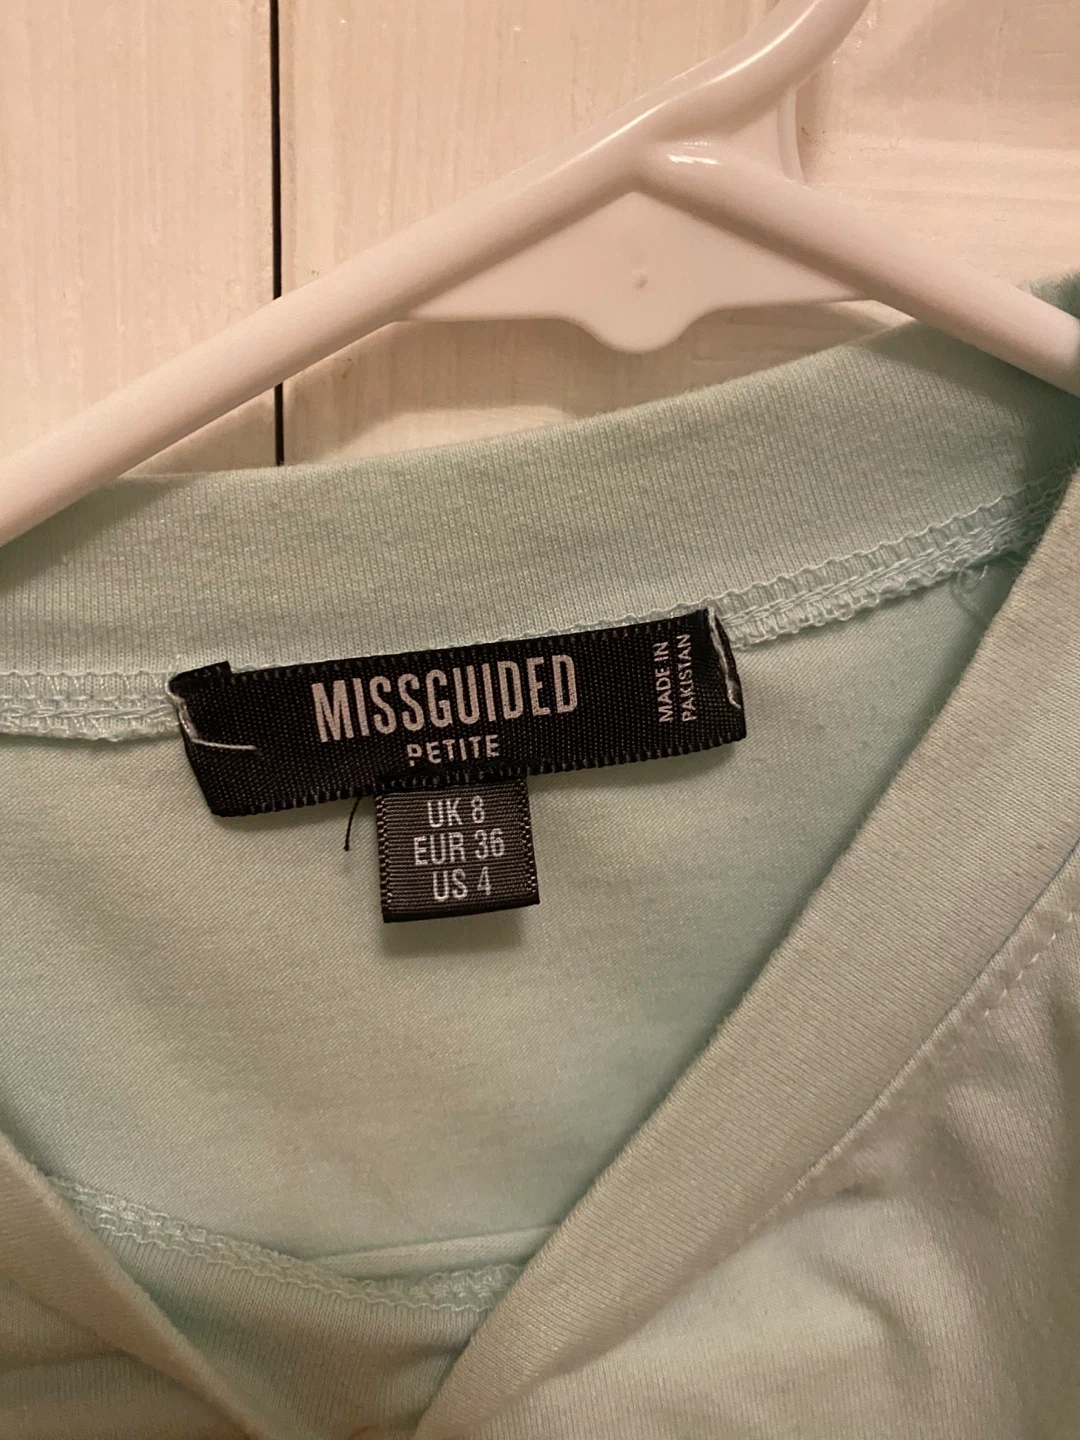 MISSGUIDED
PETITE
MADE IN
PAKISTAN
UK 8
EUR 36
US 4